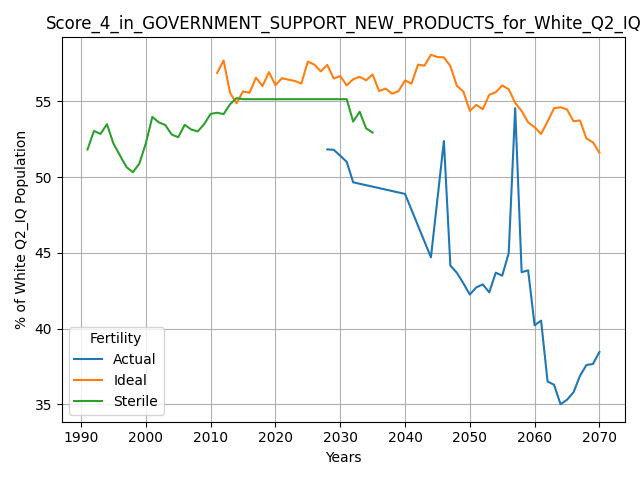 Score_4_in_GOVERNMENT_SUPPORT_NEW_PRODUCTS_for_White_Q2_IQ
% of White Q2_IQ Population
55
50
45
40
35
Fertility
Actual
Ideal
Sterile
1990 2000 2010 2020 2030 2040 2050 2060 2070
Years